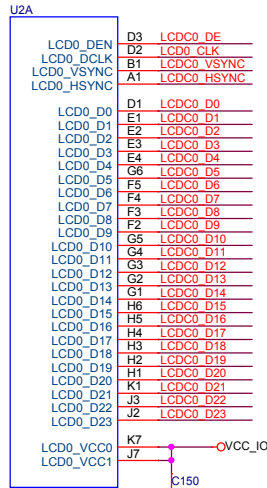 U2A
LCD0_DEN D3 LCDC0_DE
LCD0_DCLK D2 LCD0_CLK
LCD0_VSYNC B1 LCDC0_VSYNC
LCD0_HSYNC A1 LCDC0_HSYNC
LCD0_D0 D1 LCDC0_D0
LCD0_D1 E1 LCDC0_D1
LCD0_D2 E2 LCDC0_D2
LCD0_D3 E3 LCDC0_D3
LCD0_D4 E4 LCDC0_D4
LCD0_D5 G6 LCDC0_D5
LCD0_D6 F5 LCDC0_D6
LCD0_D7 F4 LCDC0_D7
LCD0_D8 F3 LCDC0_D8
LCD0_D9 F2 LCDC0_D9
LCD0_D10 G5 LCDC0_D10
LCD0_D11 G4 LCDC0_D11
LCD0_D12 G3 LCDC0_D12
LCD0_D13 G2 LCDC0_D13
LCD0_D14 G1 LCDC0_D14
LCD0_D15 H6 LCDC0_D15
LCD0_D16 H5 LCDC0_D16
LCD0_D17 H4 LCDC0_D17
LCD0_D18 H3 LCDC0_D18
LCD0_D19 H2 LCDC0_D19
LCD0_D20 H1 LCDC0_D20
LCD0_D21 K1 LCDC0_D21
LCD0_D22 J3 LCDC0_D22
LCD0_D23 J2 LCDC0_D23
LCD0_VCC0 K7 VCC_IO
LCD0_VCC1 J7
C150